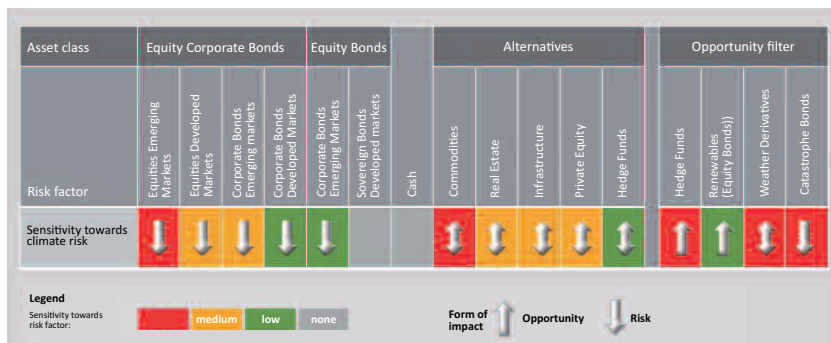 Asset class
Equity Corporate Bonds
Equity Bonds
Alternatives
Opportunity filter
Risk factor
Equities Emerging
Markets
Equities Developed
Markets
Corporate Bonds
Emerging markets
Corporate Bonds
Developed Markets
Corporate Bonds
Emerging Markets
Sovereign Bonds
Developed markets
Cash
Commodities
Real Estate
Infrastructure
Private Equity
Hedge Funds
Hedge Funds
Renewables
(Equity Bonds))
Weather Derivatives
Catastrophe Bonds
Sensitivity towards
climate risk
Legend
Sensitivity towards
risk factor:
medium
low
none
Form of
impact
Opportunity
Risk